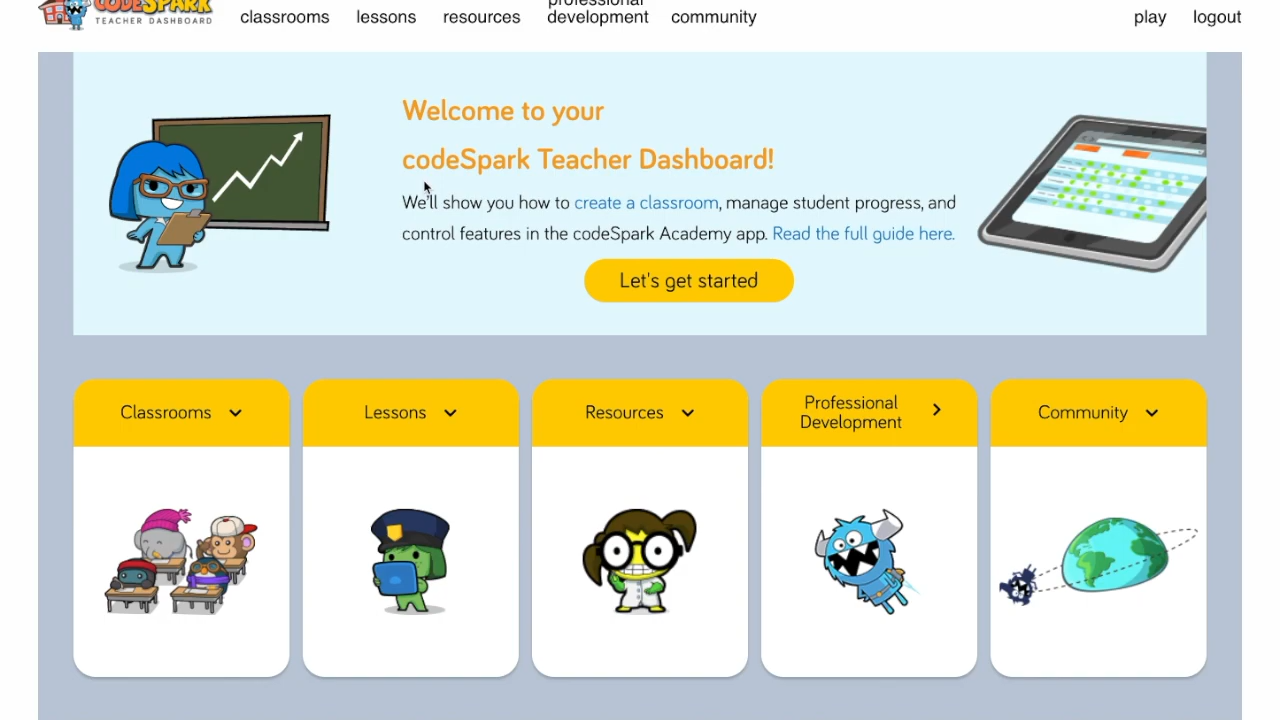 CODESPARK
TEACHER DASHBOARD
classrooms
lessons
resources
professional
development
community
play
logout
Welcome to your
codeSpark Teacher Dashboard!
We'll show you how to create a classroom, manage student progress, and
control features in the codeSpark Academy app. Read the full guide here.
Let's get started
Classrooms
Lessons
Resources
Professional
Development
Community